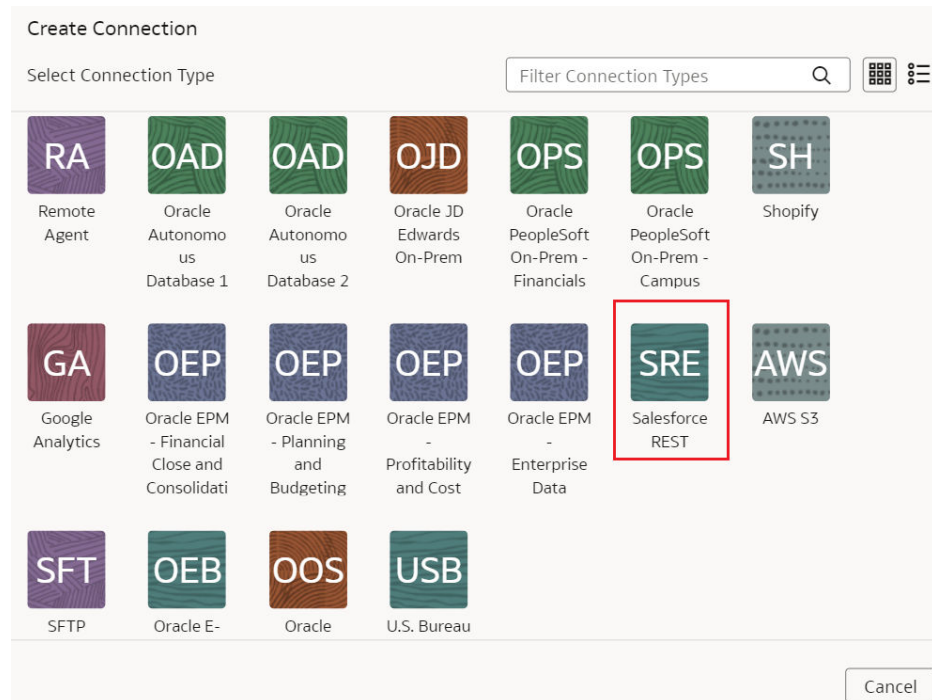 Create Connection
Select Connection Type
Filter Connection Types
RA
OAD
OAD
OJD
OPS
OPS
SH
Remote
Agent
Oracle
Autonomo
us
Database 1
Oracle
Autonomo
us
Database 2
Oracle JD
Edwards
On-Prem
Oracle
PeopleSoft
On-Prem -
Financials
Oracle
PeopleSoft
On-Prem -
Campus
Shopify
GA
OEP
OEP
OEP
OEP
SRE
AWS
Google
Analytics
Oracle EPM
- Financial
Close and
Consolidati
Oracle EPM
- Planning
and
Budgeting
Oracle EPM
-
Profitability
and Cost
Oracle EPM
-
Enterprise
Data
Salesforce
REST
AWS S3
SFT
OEB
OOS
USB
SFTP
Oracle E-
Oracle
U.S. Bureau
Cancel